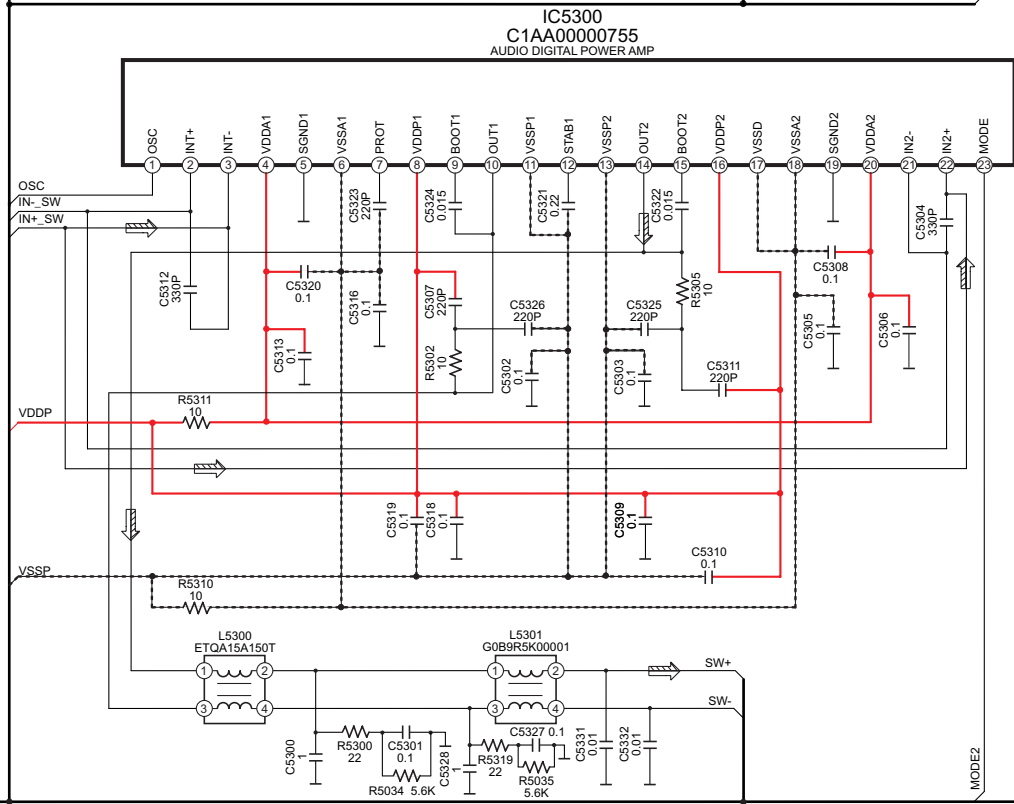 IC5300
C1AA00000755
AUDIO DIGITAL POWER AMP
OSC
INT+
INT-
VDDA1
SGND1
VSSA1
PROT
VDDP1
BOOT1
OUT1
VSSP1
STAB1
VSSP2
OUT2
BOOT2
VDDP2
VSSD
VSSA2
SGND2
VDDA2
IN2-
IN2+
MODE
1
2
3
4
5
6
7
8
9
10
11
12
13
14
15
16
17
18
19
20
21
22
23
OSC
IN-_SW
IN+_SW
C5323
220P
C5324
0.015
C5321
0.22
C5322
0.015
C5304
330P
C5312
330P
C5320
0.1
C5316
0.1
C5307
220P
C5326
220P
C5325
220P
R5305
10
C5308
0.1
C5313
0.1
R5302
10
C5302
0.1
C5303
0.1
C5311
220P
C5305
0.1
C5306
0.1
VDDP
R5311
10
C5319
0.1
C5318
0.1
C5309
0.1
C5310
0.1
VSSP
R5310
10
L5300
ETQA15A150T
L5301
G0B9R5K00001
1
2
3
4
1
2
3
4
SW+
SW-
C5300
1
R5300
22
C5301
0.1
R5034 5.6K
C5328
1
R5319
22
C5327 0.1
R5035
5.6K
C5331
0.01
C5332
0.01
MODE2